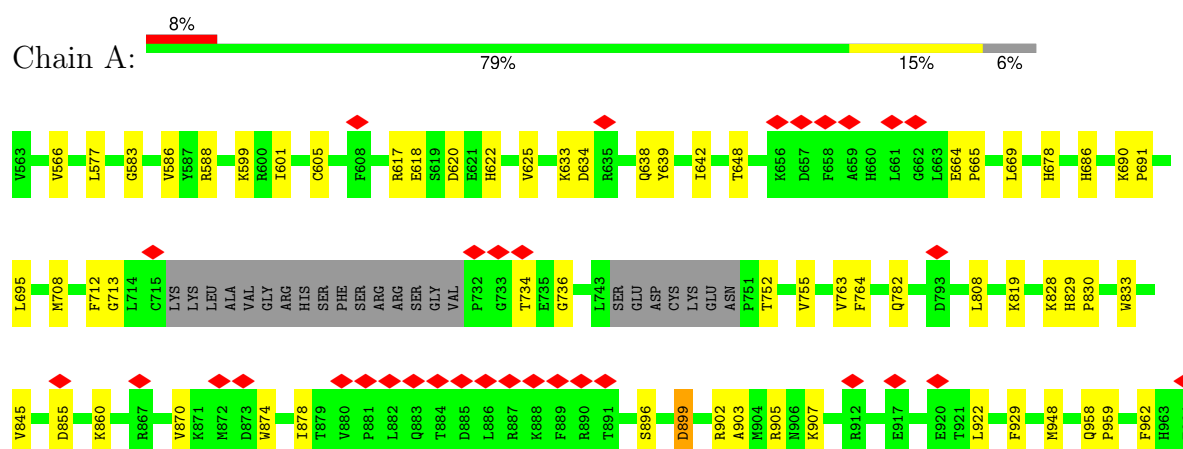 8%
Chain A:
79% 15% 6%
V563 V566 L577 G583 V586 Y587 R588 K599 R600 I601 C605 F608 R617 E618 S619 D620 E621 H622 V625 K633 D634 R635 Q638 Y639 I642 T648 K656 D657 F658 A659 H660 L661 G662 L663 E664 P665 L669 H678 H686 K690 P691
L695 M708 F712 G713 L714 C715 LYS LYS LEU ALA VAL GLY ARG HIS SER PHE SER ARG ARG SER GLY VAL P732 G733 T734 E735 G736 L743 SER GLU ASP CYS LYS GLU ASN P751 T752 V755 V763 F764 Q782 D793 L808 K819 K828 H829 P830 W833
V845 D855 K860 R867 V870 K871 M872 D873 W874 I878 T879 V880 P881 L882 Q883 T884 D885 L886 R887 K888 F889 R890 T891 S896 D899 R902 A903 M904 R905 N906 K907 R912 E917 E920 T921 L922 F929 M948 Q958 P959 F962 H963